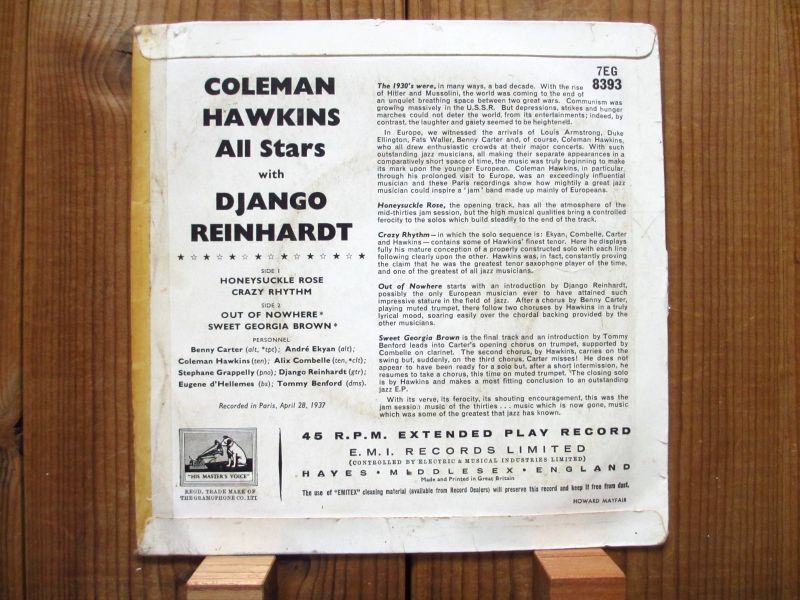 COLEMAN
HAWKINS
All Stars
with
DJANGO
REINHARDT
SIDE 1
HONEYSUCKLE ROSE
CRAZY RHYTHM
SIDE 2
OUT OF NOWHERE*
SWEET GEORGIA BROWN*
PERSONNEL
Benny Carter (alt, *tpt); André Ekyan (alt);
Coleman Hawkins (ten); Alix Combelle (ten, *clt);
Stephane Grappelly (pno); Django Reinhardt (gtr);
Eugene d'Hellemes (bs); Tommy Benford (dms).
Recorded in Paris, April 28, 1937
7EG
8393
The 1930's were, in many ways, a bad decade. With the rise
of Hitler and Mussolini, the world was coming to the end of
an unquiet breathing space between two great wars. Communism was
growing massively in the U.S.S.R. But depressions, strikes and hunger
marches could not deter the world, from its entertainments; indeed, by
contrast, the laughter and gaiety seemed to be heightened.
In Europe, we witnessed the arrivals of Louis Armstrong, Duke
Ellington, Fats Waller, Benny Carter and, of course, Coleman Hawkins,
who all drew enthusiastic crowds at their major concerts. With such
outstanding jazz musicians, all making their separate appearances in a
comparatively short space of time, the music was truly beginning to make
its mark upon the younger European. Coleman Hawkins, in particular,
through his prolonged visit to Europe, was an exceedingly influential
musician and these Paris recordings show how mightily a great jazz
musician could inspire a 'jam' band made up mainly of Europeans.
Honeysuckle Rose, the opening track, has all the atmosphere of the
mid-thirties jam session, but the high musical qualities bring a controlled
ferocity to the solos which build steadily to the end of the track.
Crazy Rhythm—in which the solo sequence is: Ekyan, Combelle, Carter
and Hawkins—contains some of Hawkins' finest tenor. Here he displays
fully his mature conception of a properly constructed solo with each line
following clearly upon the other. Hawkins was, in fact, constantly proving
the claim that he was the greatest tenor saxophone player of the time,
and one of the greatest of all jazz musicians.
Out of Nowhere starts with an introduction by Django Reinhardt,
possibly the only European musician ever to have attained such
impressive stature in the field of jazz. After a chorus by Benny Carter,
playing muted trumpet, there follow two choruses by Hawkins in a truly
lyrical mood, soaring easily over the chordal backing provided by the
other musicians.
Sweet Georgia Brown is the final track and an introduction by Tommy
Benford leads into Carter's opening chorus on trumpet, supported by
Combelle on clarinet. The second chorus, by Hawkins, carries on the
swing but, suddenly, on the third chorus, Carter misses! He does not
appear to have been ready for a solo but, after a short intermission, he
resumes to take a chorus, this time on muted trumpet. The closing solo
is by Hawkins and makes a most fitting conclusion to an outstanding
jazz E.P.
With its verve, its ferocity, its shouting encouragement, this was the
jam session music of the thirties . . . music which is now gone, music
which was some of the greatest that jazz has known.
"HIS MASTER'S VOICE"
REGD. TRADE MARK OF
THE GRAMOPHONE CO. LTD
45 R.P.M. EXTENDED PLAY RECORD
E.M.I. RECORDS LIMITED
(CONTROLLED BY ELECTRIC & MUSICAL INDUSTRIES LIMITED)
HAYES • MIDDLESEX • ENGLAND
Made and Printed in Great Britain
The use of "EMITEX" cleaning material (available from Record Dealers) will preserve this record and keep it free from dust.
HOWARD MAYFAIR